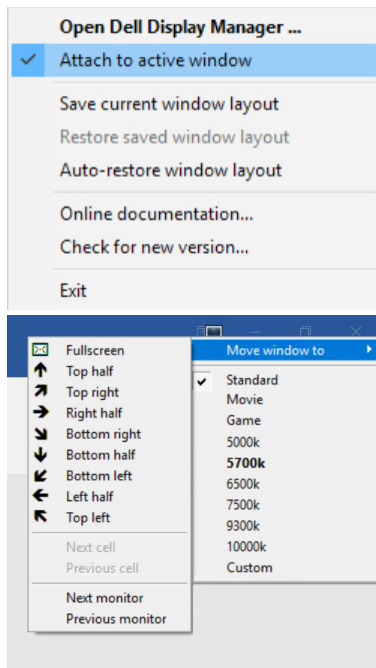 Open Dell Display Manager ...
Attach to active window
Save current window layout
Restore saved window layout
Auto-restore window layout
Online documentation...
Check for new version...
Exit
Fullscreen
Top half
Top right
Right half
Bottom right
Bottom half
Bottom left
Left half
Top left
Next cell
Previous cell
Next monitor
Previous monitor
Move window to
Standard
Movie
Game
5000k
5700k
6500k
7500k
9300k
10000k
Custom